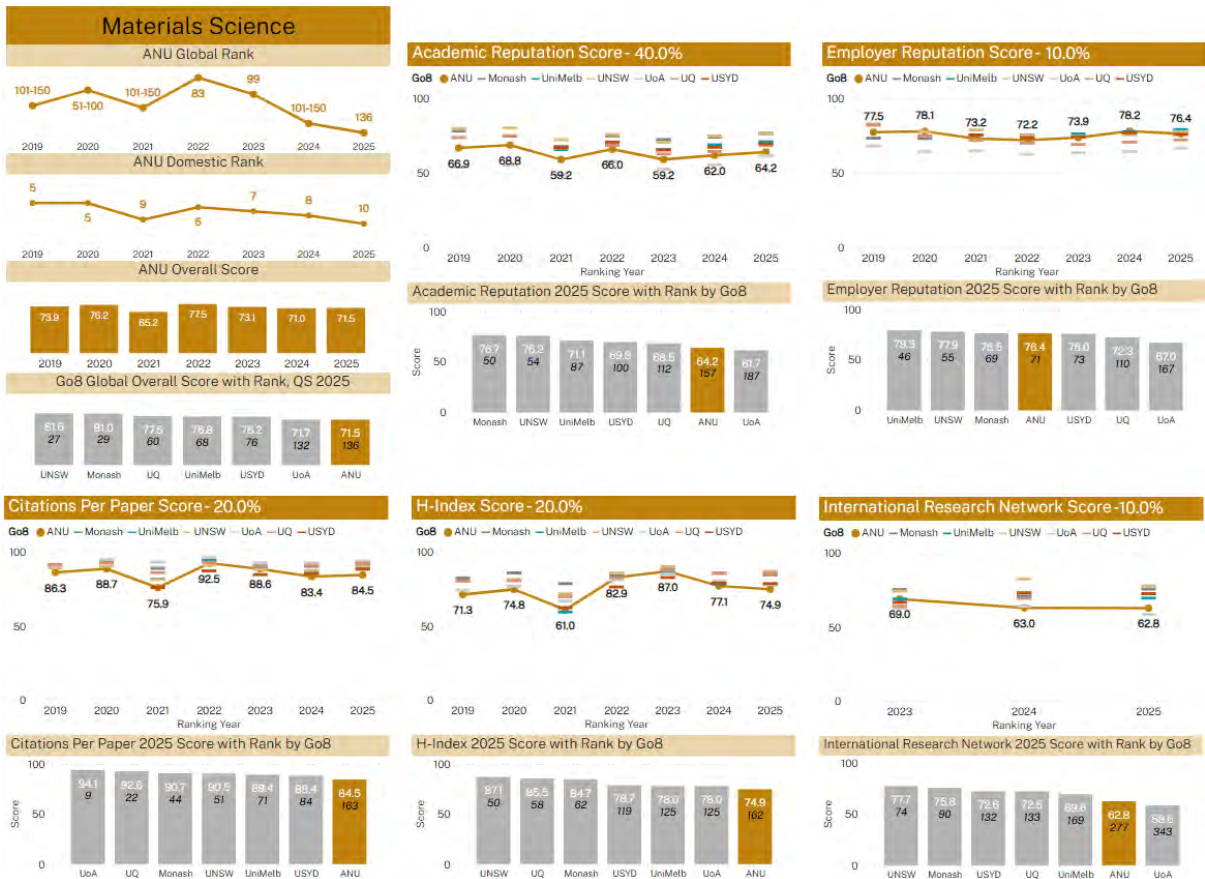 Materials Science
ANU Global Rank
101-150
51-100
101-150
83
99
101-150
136
2019 2020 2021 2022 2023 2024 2025
ANU Domestic Rank
5
5
9
6
7
8
10
2019 2020 2021 2022 2023 2024 2025
ANU Overall Score
73.9 76.2 65.2 77.5 73.1 71.0 71.5
2019 2020 2021 2022 2023 2024 2025
Go8 Global Overall Score with Rank, QS 2025
81.6 81.0 77.5 76.8 76.2 71.7 71.5
27 29 60 68 76 132 136
UNSW Monash UQ UniMelb USYD UoA ANU
Academic Reputation Score - 40.0%
Go8 ANU Monash UniMelb UNSW UoA UQ USYD
100
50
0
66.9 68.8 59.2 66.0 59.2 62.0 64.2
2019 2020 2021 2022 2023 2024 2025
Ranking Year
Academic Reputation 2025 Score with Rank by Go8
100
50
0
Score
76.7 76.2 71.1 69.9 68.5 64.2 61.7
50 54 87 100 112 157 187
Monash UNSW UniMelb USYD UQ ANU UoA
Employer Reputation Score - 10.0%
Go8 ANU Monash UniMelb UNSW UoA UQ USYD
100
50
0
77.5 78.1 73.2 72.2 73.9 78.2 76.4
2019 2020 2021 2022 2023 2024 2025
Ranking Year
Employer Reputation 2025 Score with Rank by Go8
100
50
0
Score
79.3 77.9 76.5 76.4 76.0 72.3 67.0
46 55 69 71 73 110 167
UniMelb UNSW Monash ANU USYD UQ UoA
Citations Per Paper Score - 20.0%
Go8 ANU Monash UniMelb UNSW UoA UQ USYD
100
50
0
86.3 88.7 75.9 92.5 88.6 83.4 84.5
2019 2020 2021 2022 2023 2024 2025
Ranking Year
Citations Per Paper 2025 Score with Rank by Go8
100
50
0
Score
94.1 92.6 90.7 90.5 89.4 88.4 84.5
9 22 44 51 71 84 163
UoA UQ Monash UNSW UniMelb USYD ANU
H-Index Score - 20.0%
Go8 ANU Monash UniMelb UNSW UoA UQ USYD
100
50
0
71.3 74.8 61.0 82.9 87.0 77.1 74.9
2019 2020 2021 2022 2023 2024 2025
Ranking Year
H-Index 2025 Score with Rank by Go8
100
50
0
Score
87.1 85.5 84.7 78.7 78.0 78.0 74.9
50 58 62 119 125 125 162
UNSW UQ Monash USYD UniMelb UoA ANU
International Research Network Score -10.0%
Go8 ANU Monash UniMelb UNSW UoA UQ USYD
100
50
0
69.0 63.0 62.8
2023 2024 2025
Ranking Year
International Research Network 2025 Score with Rank by Go8
100
50
0
Score
77.7 75.8 72.6 72.5 69.8 62.8
74 90 132 133 169 277 343
UNSW Monash USYD UQ UniMelb ANU UoA